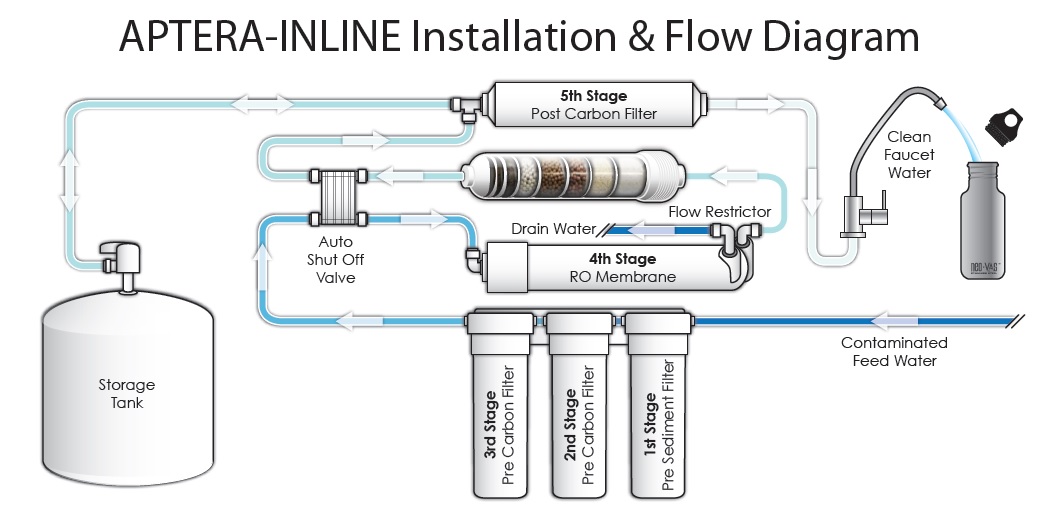 APTERA-INLINE Installation & Flow Diagram
5th Stage
Post Carbon Filter
Clean
Faucet
Water
Flow Restrictor
Drain Water
Auto
Shut Off
Valve
4th Stage
RO Membrane
Contaminated
Feed Water
Storage
Tank
3rd Stage
Pre Carbon Filter
2nd Stage
Pre Carbon Filter
1st Stage
Pre Sediment Filter